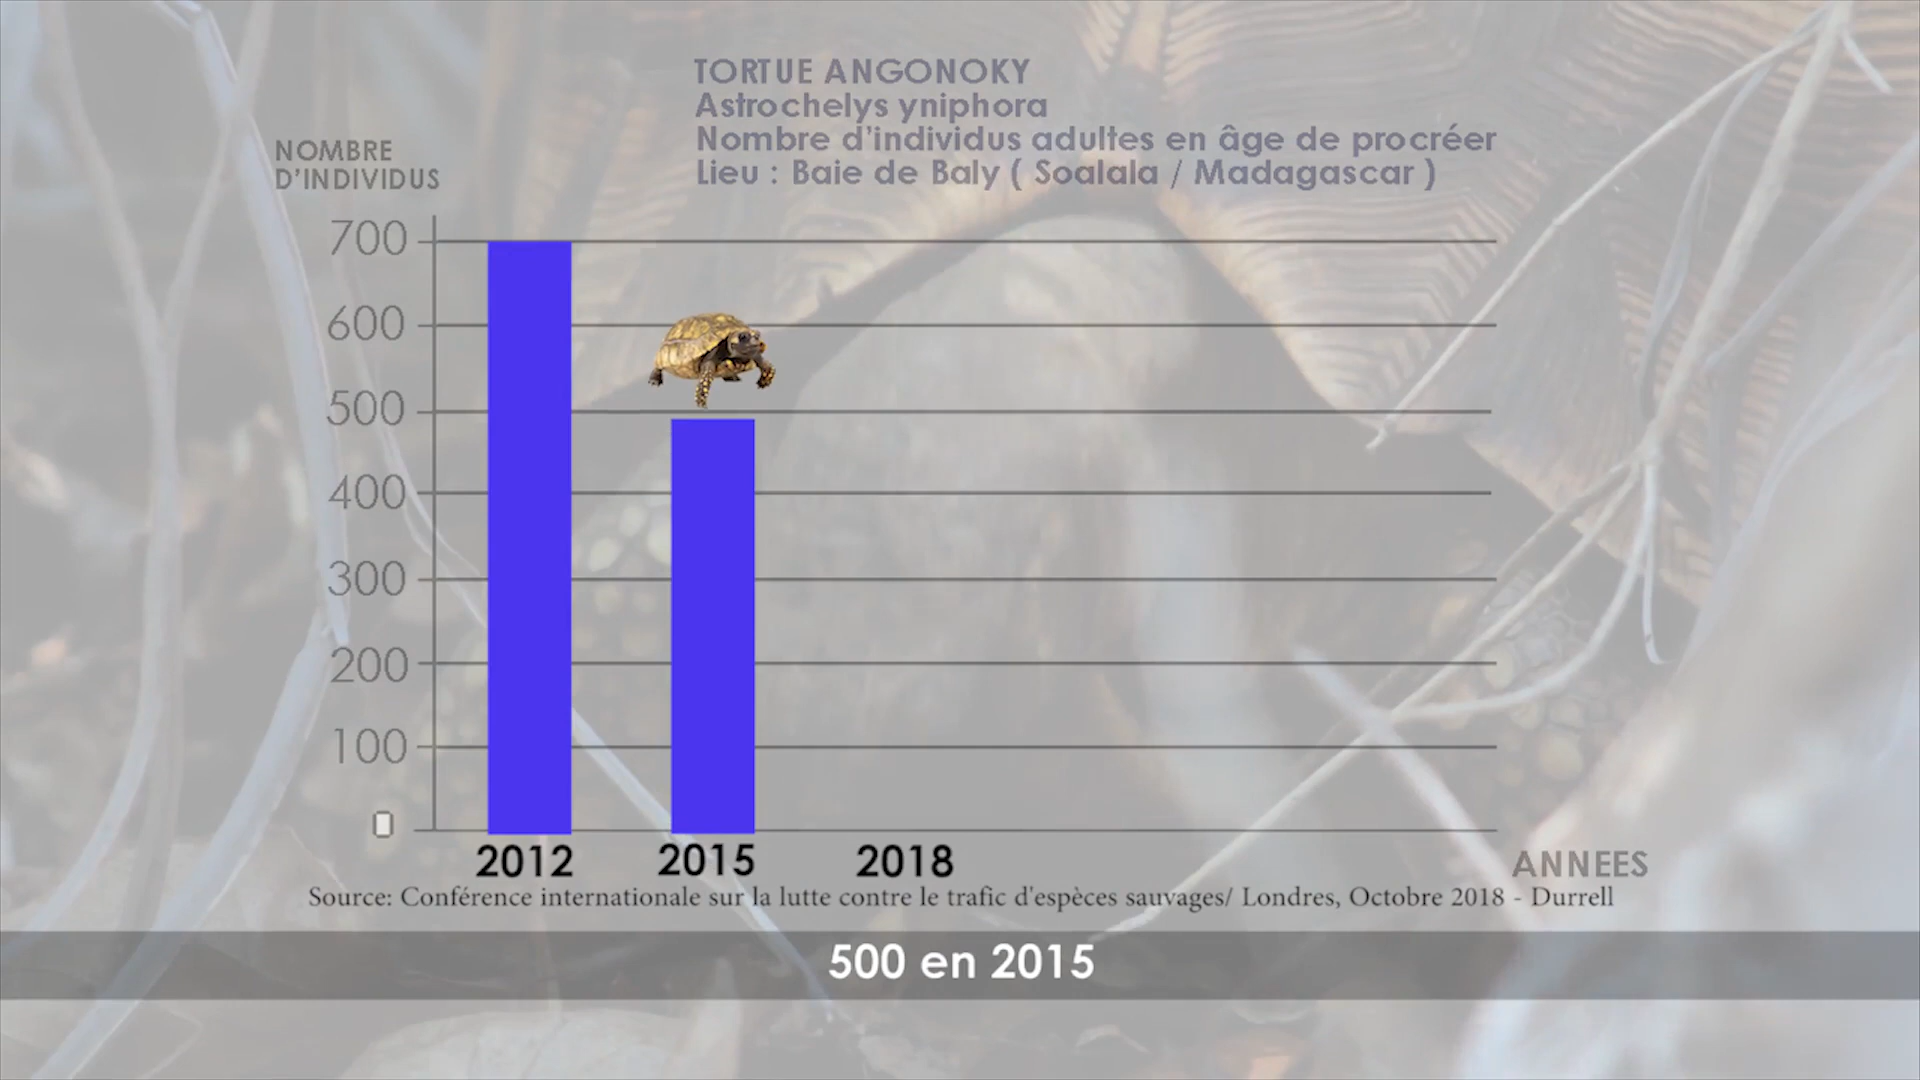 TORTUE ANGONOKY
Astrochelys yniphora
Nombre d'individus adultes en âge de procréer
Lieu : Baie de Baly ( Soalala / Madagascar )
NOMBRE
D'INDIVIDUS
700
600
500
400
300
200
100
0
2012 2015 2018
ANNEES
Source: Conférence internationale sur la lutte contre le trafic d'espèces sauvages/ Londres, Octobre 2018 - Durrell
500 en 2015